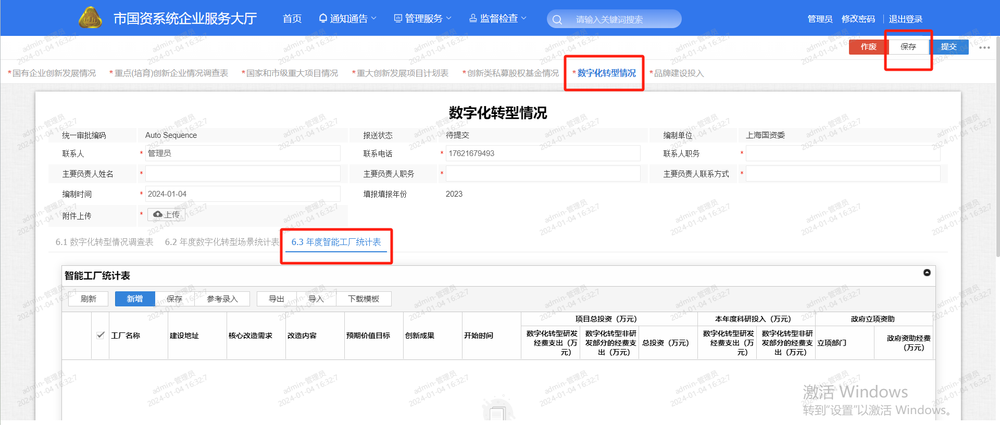 市国资系统企业服务大厅
首页
通知通告
管理服务
监督检查
请输入关键词搜索
管理员
修改密码
退出登录
作废
保存
提交
*国有企业创新发展情况
*重点(培育)创新企业情况调查表
*国家和市级重大项目情况
*重大创新发展项目计划表
*创新类私募股权基金情况
*数字化转型情况
*品牌建设投入
数字化转型情况
统一审批编码
Auto Sequence
报送状态
待提交
编制单位
上海国资委
联系人
* 管理员
联系电话
* 17621679493
联系人职务
*
主要负责人姓名
*
主要负责人职务
*
主要负责人联系方式
*
编制时间
* 2024-01-04
填报填报年份
2023
附件上传
* 上传
6.1 数字化转型情况调查表
6.2 年度数字化转型场景统计表
6.3 年度智能工厂统计表
智能工厂统计表
刷新
新增
保存
参考录入
导出
导入
下载模板
项目总投资（万元）
本年度科研投入（万元）
政府立项资助
工厂名称
建设地址
核心改造需求
改造内容
预期价值目标
创新成果
开始时间
数字化转型研发
经费支出（万
元）
数字化转型非研
发部分的经费支
出（万元）
总投资（万元）
数字化转型研发
经费支出（万
元）
数字化转型非研
发部分的经费支
出（万元）
立项部门
政府资助经费
（万元）
admin-管理员
2024-01-04 16:32:7
激活 Windows
转到"设置"以激活 Windows。